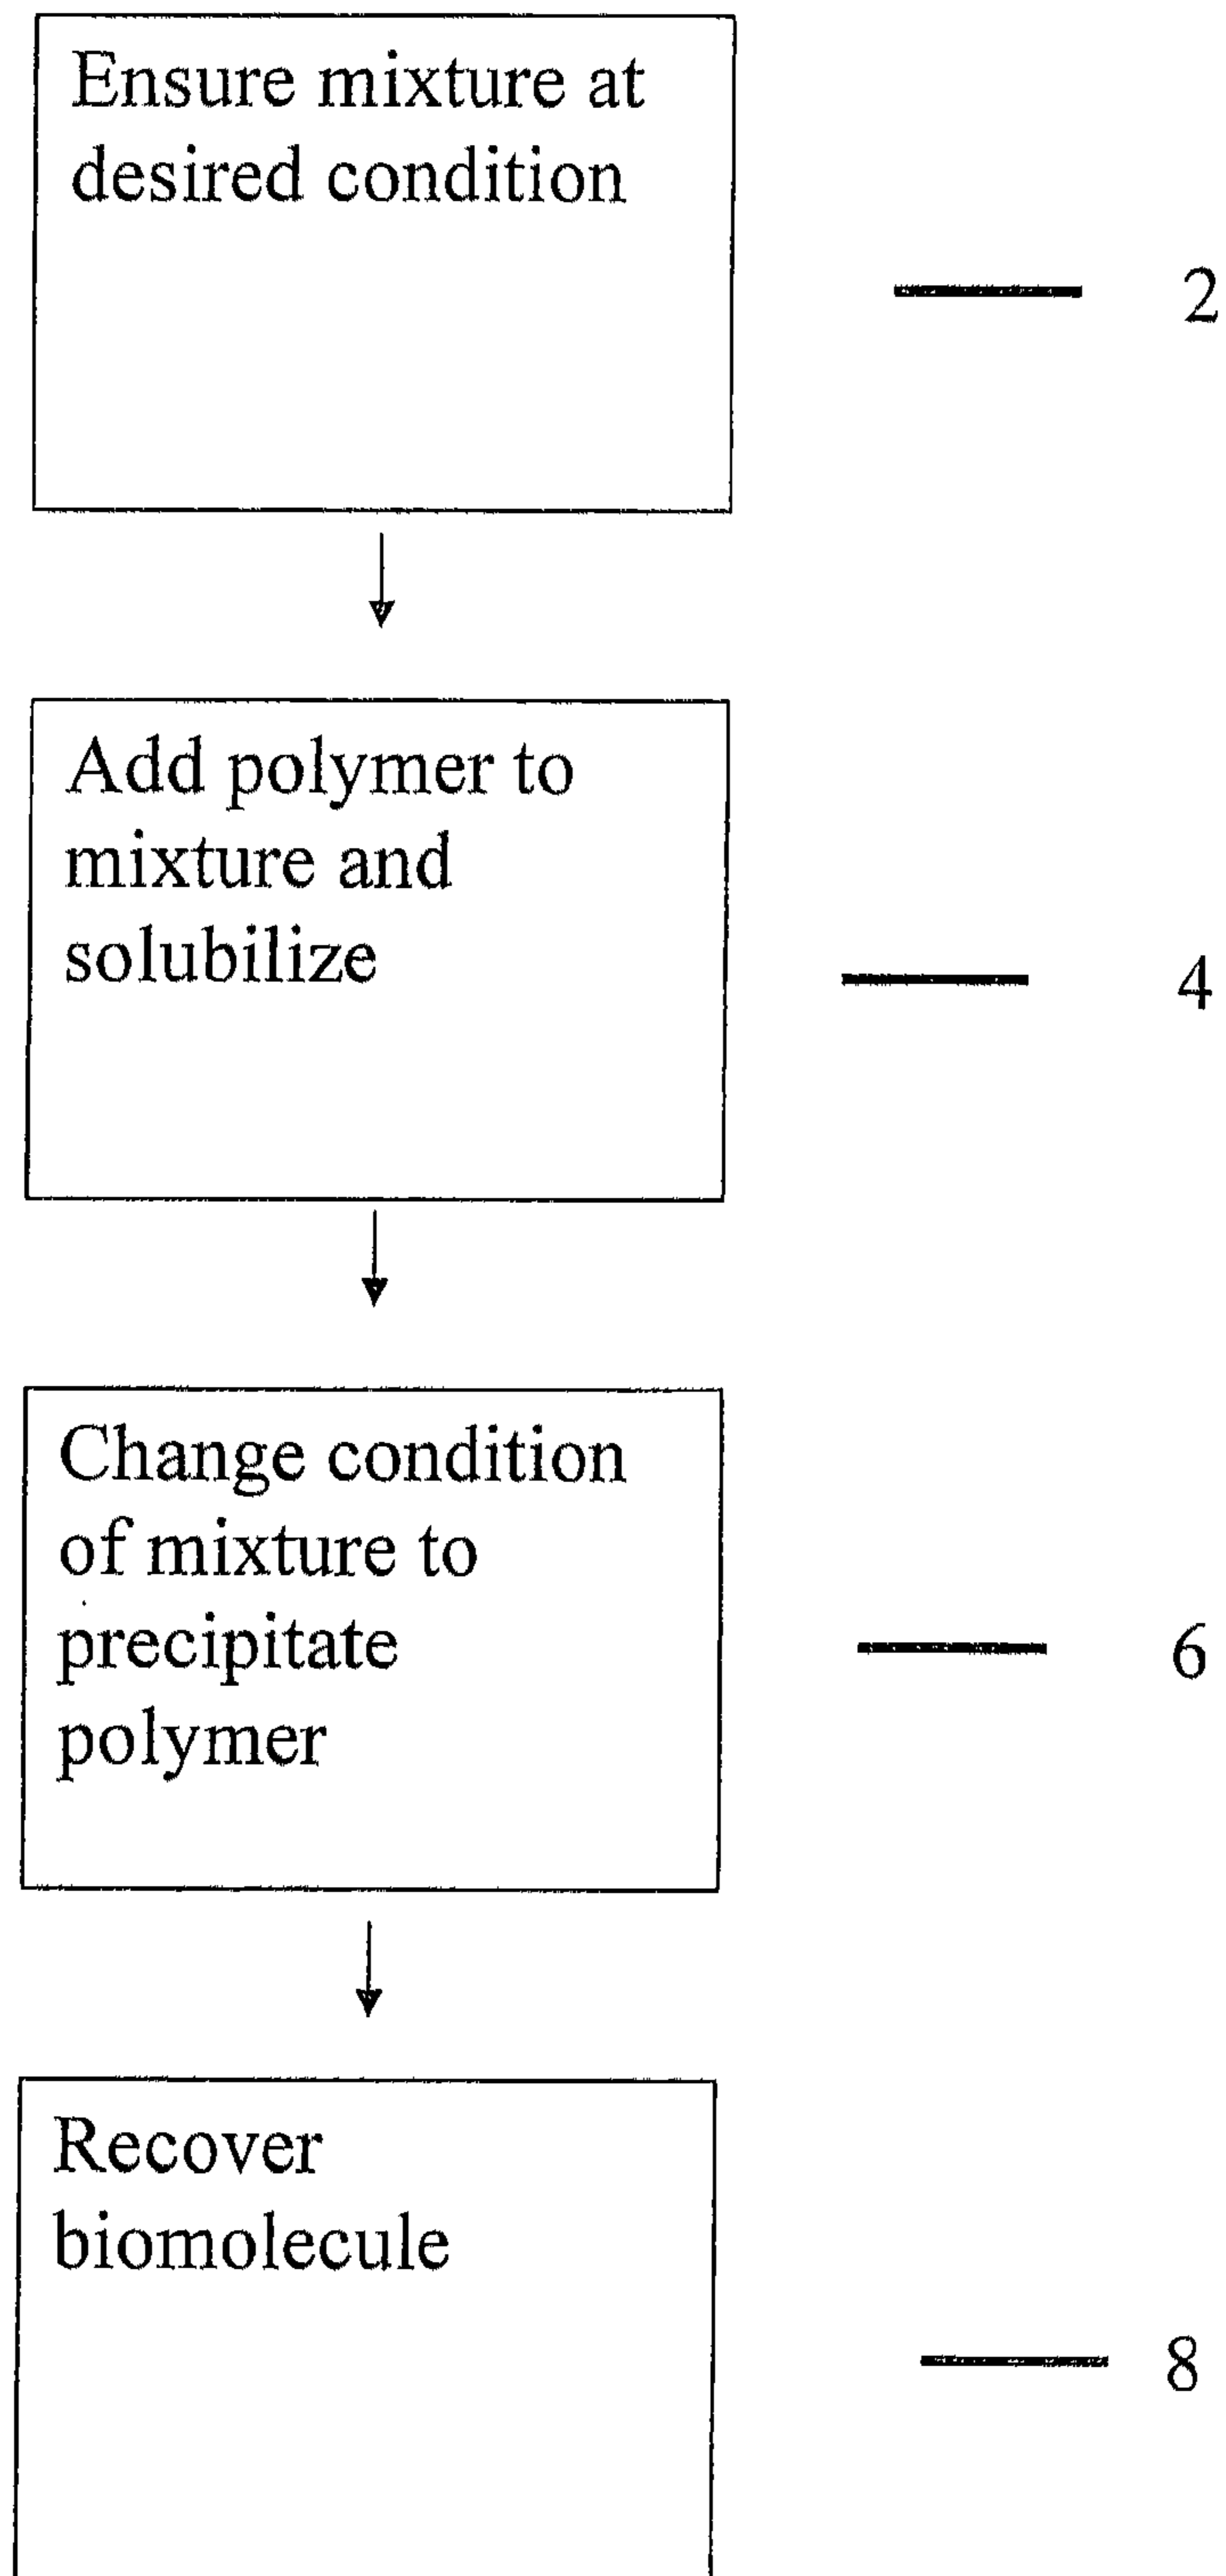 Ensure mixture at
desired condition
2
Add polymer to
mixture and
solubilize
4
Change condition
of mixture to
precipitate
polymer
6
Recover
biomolecule
8